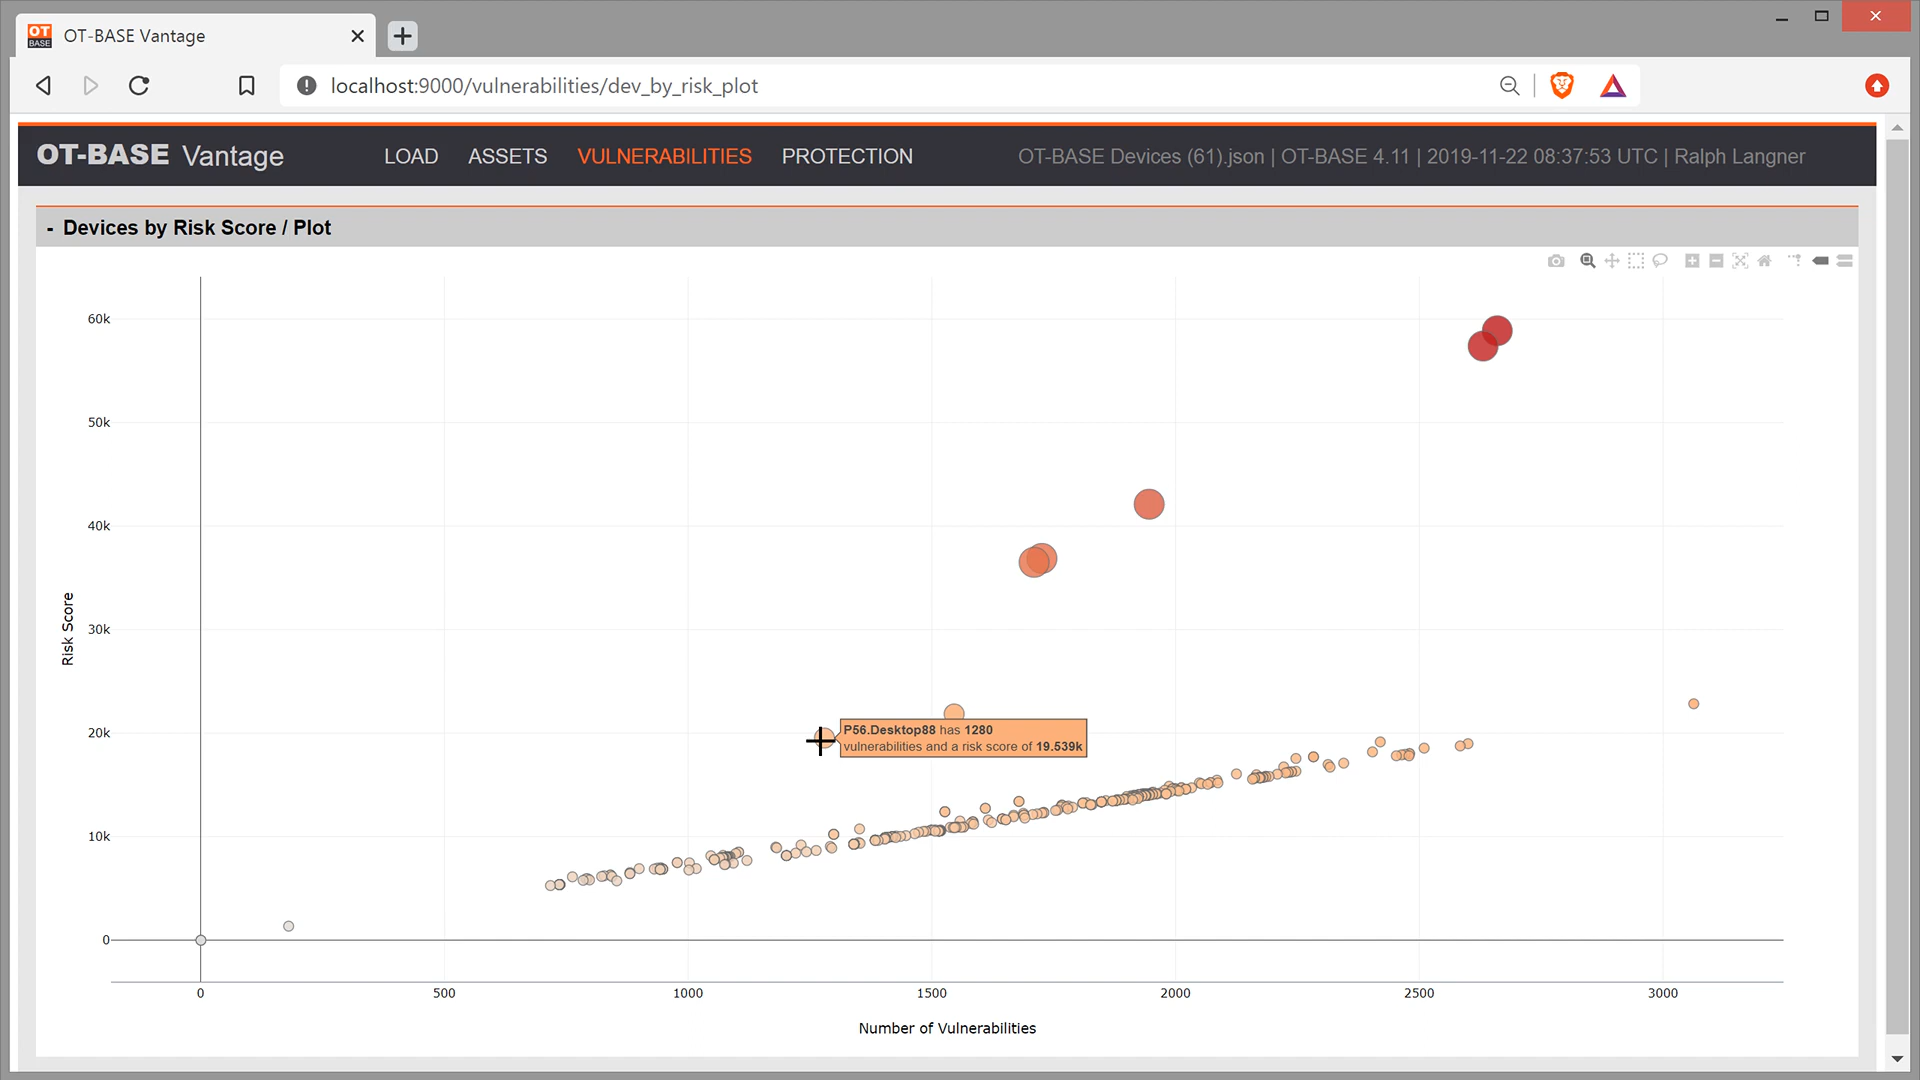 OT BASE OT-BASE Vantage
localhost:9000/vulnerabilities/dev_by_risk_plot
OT-BASE Vantage LOAD ASSETS VULNERABILITIES PROTECTION OT-BASE Devices (61).json | OT-BASE 4.11 | 2019-11-22 08:37:53 UTC | Ralph Langner
- Devices by Risk Score / Plot
60k
50k
40k
30k
20k
10k
0
Risk Score
P56.Desktop88 has 1280
vulnerabilities and a risk score of 19.539k
0 500 1000 1500 2000 2500 3000
Number of Vulnerabilities